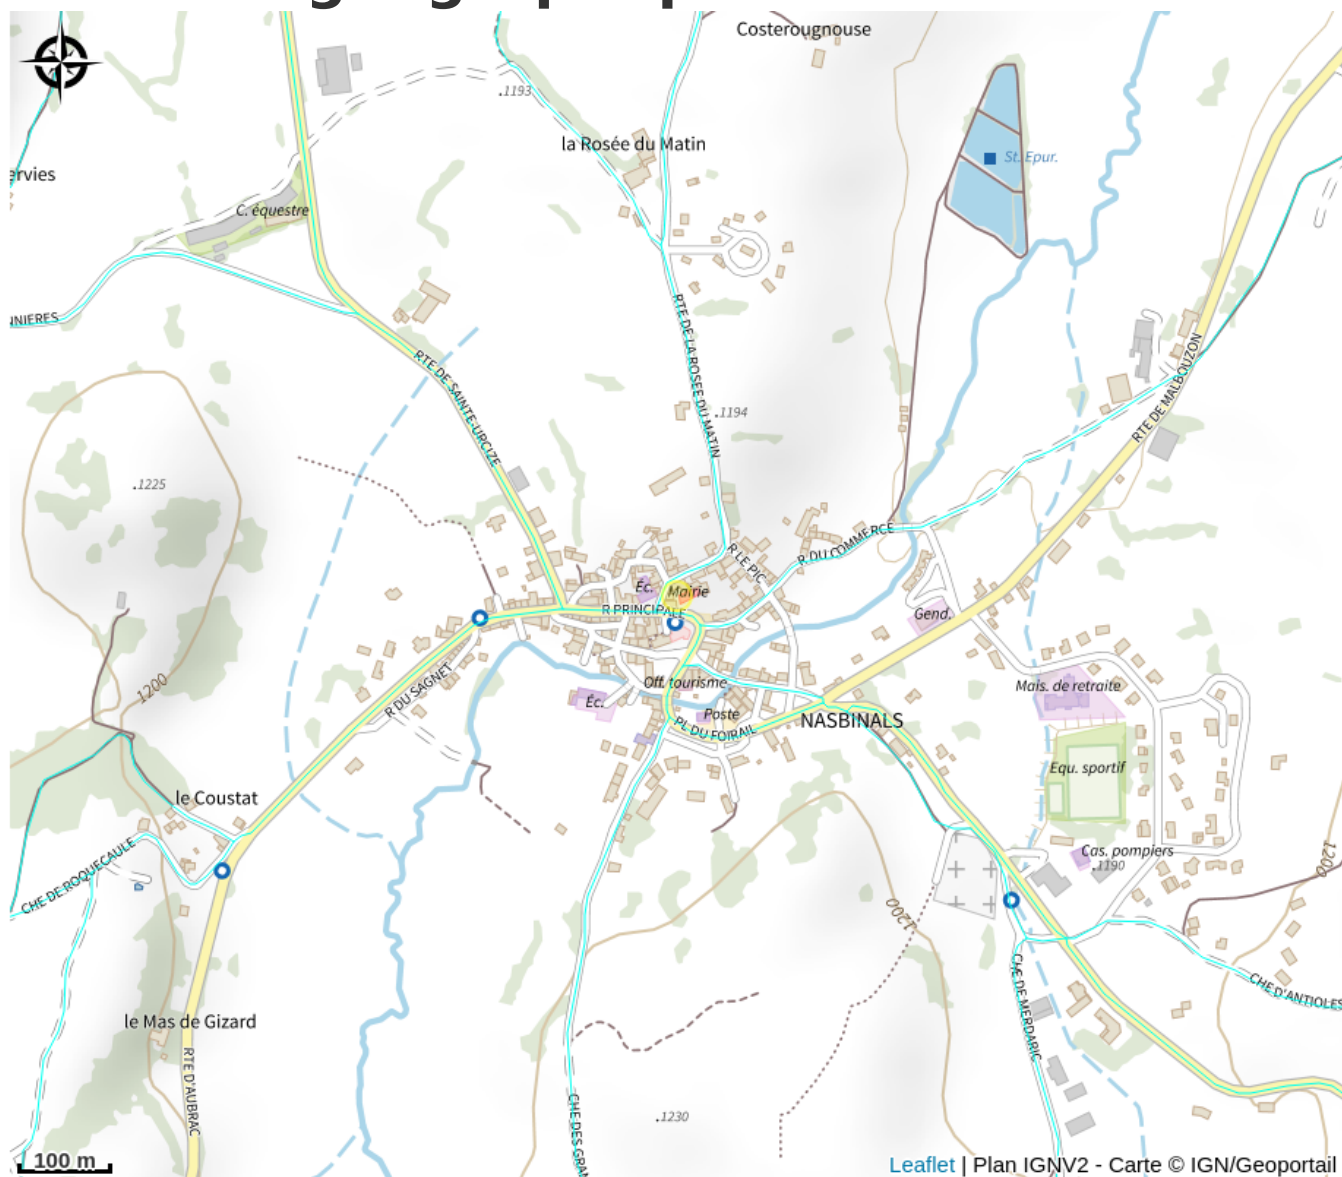 Costerougnouse
.1193
la Rosée du Matin
St. Epur.
ervies
C. équestre
NIERES
RTE DE LA ROSEE DU MATIN
RTE DE SAINTE-URCIZE
RTE DE MALBOUZON
.1194
.1225
R DU COMMERCE
R LE PIC
Éc.
Mairie
R PRINCIPALE
Gend.
1200
R DU SAGNET
Off. tourisme
Mais. de retraite
Éc.
Poste
NASBINALS
PL DU FOIRAIL
Equ. sportif
le Coustat
CHE DE ROQUECAULE
Cas. pompiers
.1190
1200
1200
CHE D'ANTIOLES
CHE DE MERDARIC
le Mas de Gizard
RTE D'AUBRAC
CHE DES GRAN
.1230
100 m
Leaflet | Plan IGNV2 - Carte © IGN/Geoportail